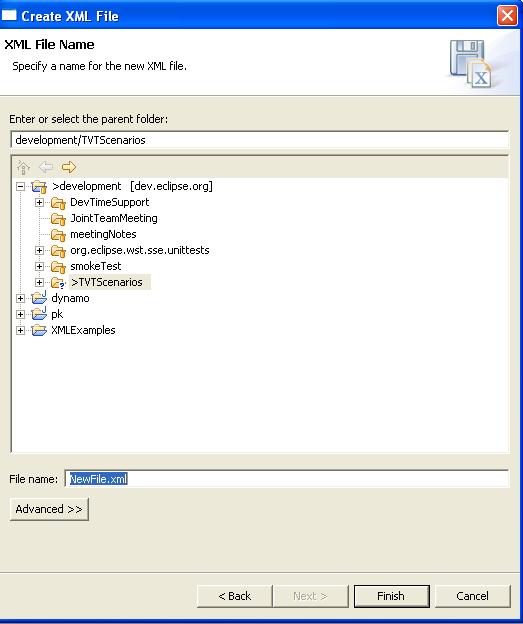 Create XML File
XML File Name
Specify a name for the new XML file.
X
Enter or select the parent folder:
development/TVTScenarios
>development [dev.eclipse.org]
DevTimeSupport
JointTeamMeeting
meetingNotes
org.eclipse.wst.sse.unittests
smokeTest
>TVTScenarios
dynamo
pk
XMLExamples
File name: NewFile.xml
Advanced >>
< Back Next > Finish Cancel